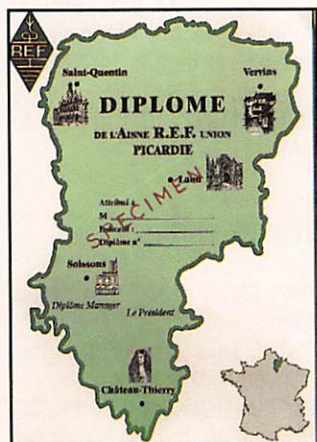 REF
Saint-Quentin
Vervins
DIPLOME
DE L'AISNE R.E.F. UNION
PICARDIE
Laon
SPECIMEN
Attribué à
M
Indicatif :
Diplôme n°
Soissons
Diplôme Manager
Le Président
Château-Thierry